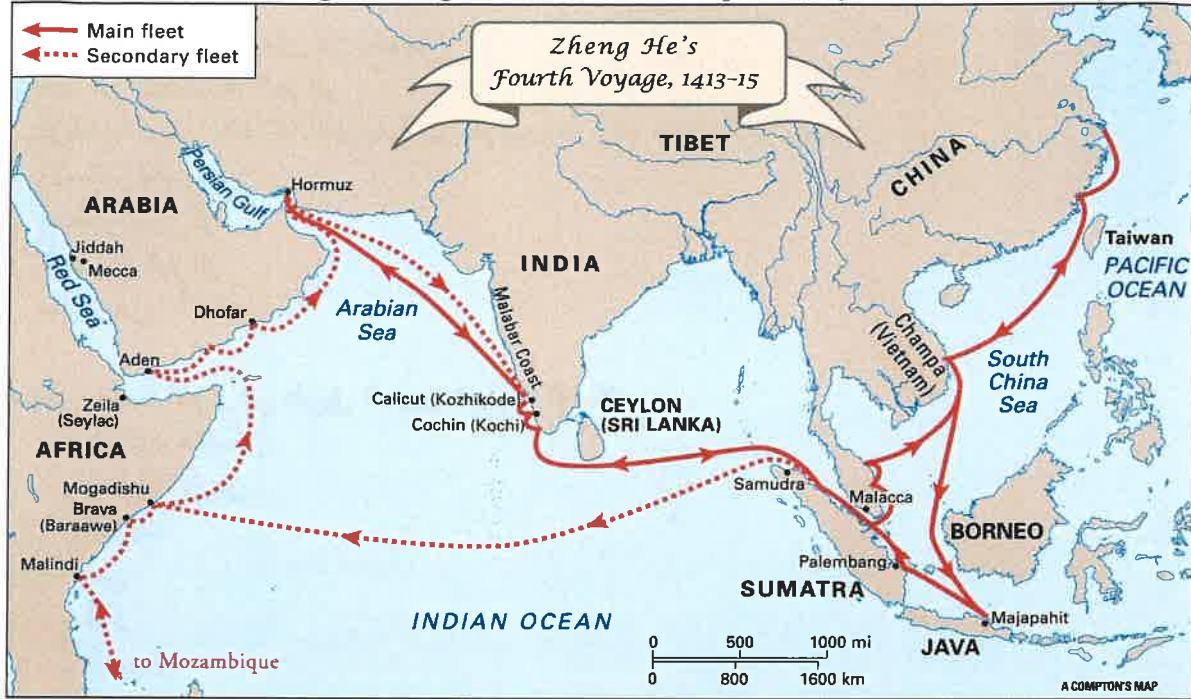 Main fleet
Secondary fleet
Zheng He's
Fourth Voyage, 1413-15
TIBET
CHINA
Persian Gulf
Hormuz
ARABIA
Jiddah
Mecca
Red Sea
INDIA
Taiwan
PACIFIC
OCEAN
Dhofar
Arabian
Sea
Malabar Coast
Champa
(Vietnam)
South
China
Sea
Aden
Zeila
(Seylac)
Calicut (Kozhikode)
Cochin (Kochi)
CEYLON
(SRI LANKA)
AFRICA
Mogadishu
Brava
(Baraawe)
Samudra
Malacca
BORNEO
Malindi
Palembang
SUMATRA
INDIAN OCEAN
Majapahit
JAVA
to Mozambique
0 500 1000 mi
0 800 1600 km
A COMPTON'S MAP